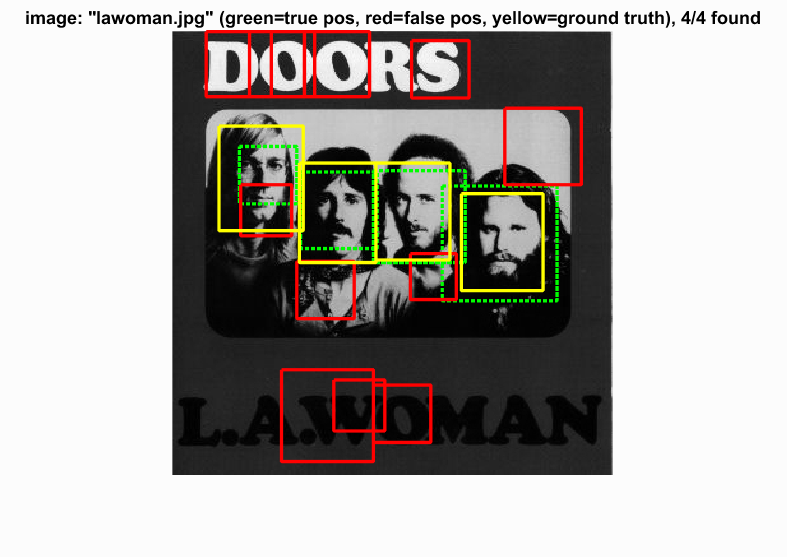 image: "lawoman.jpg" (green=true pos, red=false pos, yellow=ground truth), 4/4 found
DOORS
L.A.WOMAN